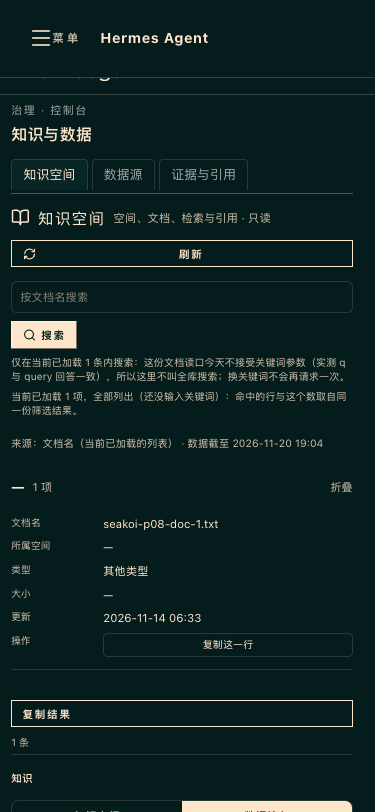 菜单
Hermes Agent
治理 · 控制台
知识与数据
知识空间
数据源
证据与引用
知识空间 空间、文档、检索与引用 · 只读
刷新
按文档名搜索
搜索
仅在当前已加载 1 条内搜索：这份文档读口今天不接受关键词参数（实测 q
与 query 回答一致），所以这里不叫全库搜索；换关键词不会再请求一次。
当前已加载 1 项，全部列出（还没输入关键词）：命中的行与这个数取自同
一份筛选结果。
来源：文档名（当前已加载的列表） · 数据截至 2026-11-20 19:04
— 1 项
折叠
文档名 seakoi-p08-doc-1.txt
所属空间 —
类型 其他类型
大小 —
更新 2026-11-14 06:33
操作 复制这一行
复制结果
1 条
知识